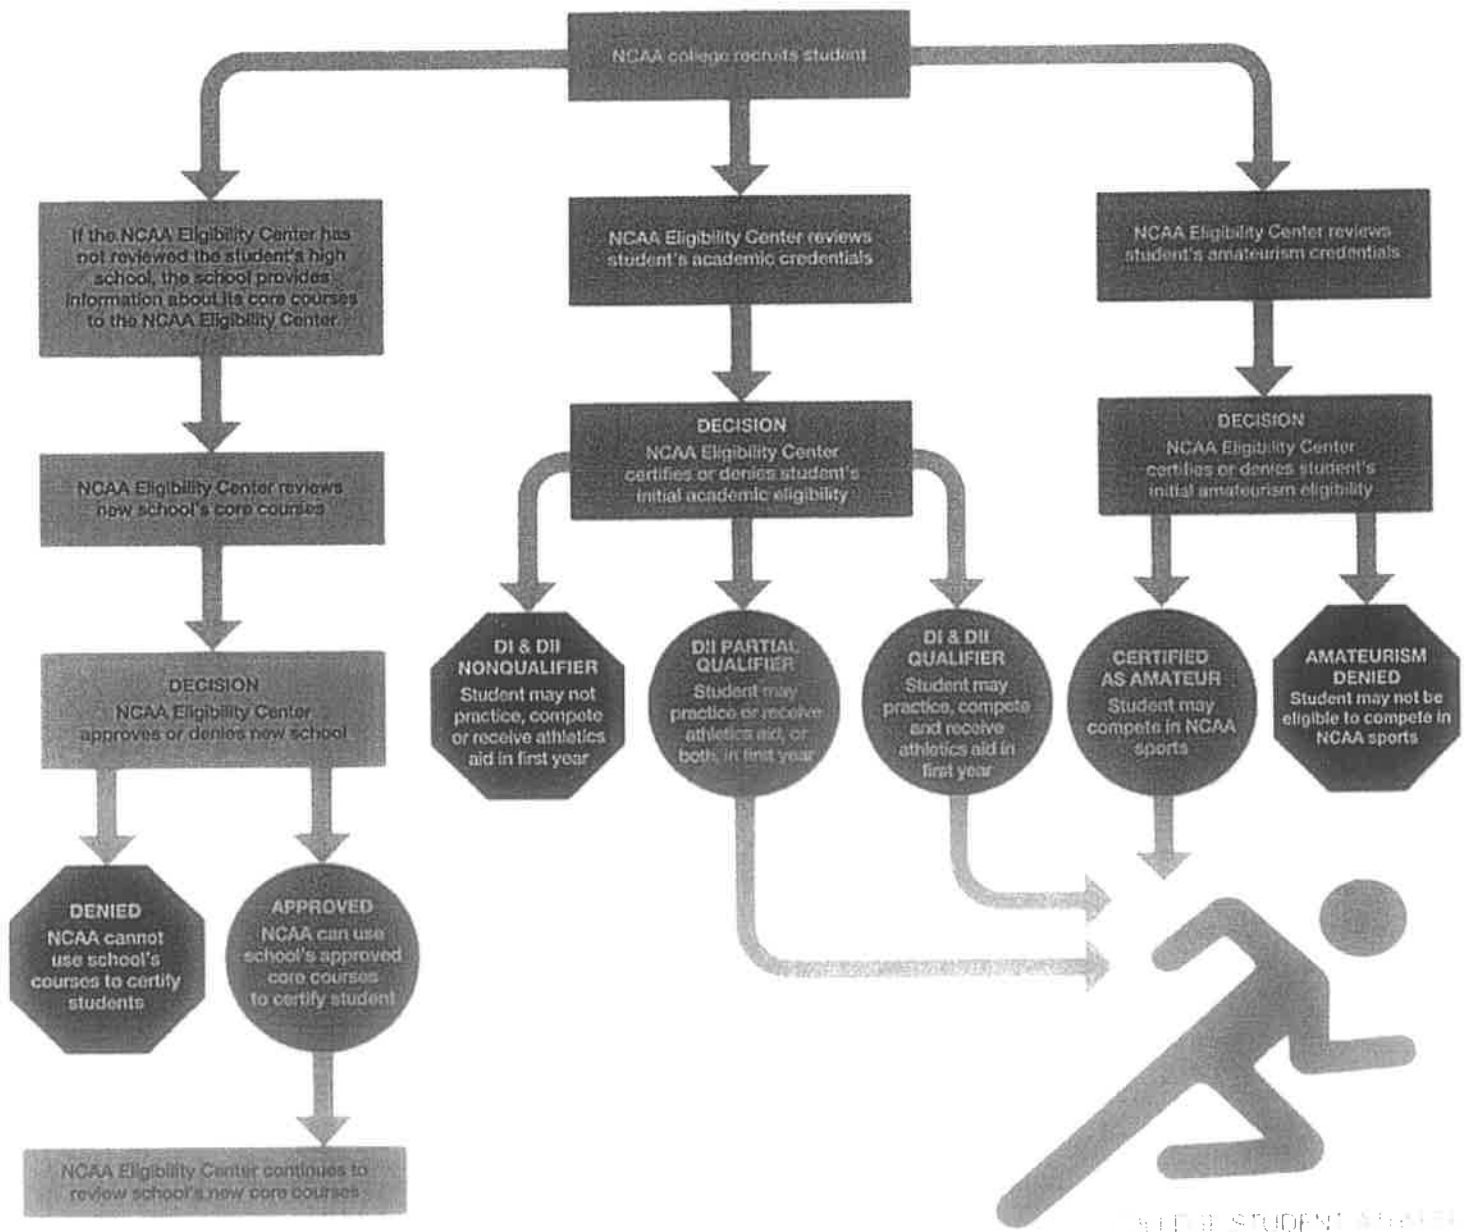 NCAA college recruits student
If the NCAA Eligibility Center has
not reviewed the student's high
school, the school provides
information about its core courses
to the NCAA Eligibility Center.
NCAA Eligibility Center reviews
new school's core courses
DECISION
NCAA Eligibility Center
approves or denies new school
DENIED
NCAA cannot
use school's
courses to certify
students
APPROVED
NCAA can use
school's approved
core courses
to certify student
NCAA Eligibility Center continues to
review school's new core courses
NCAA Eligibility Center reviews
student's academic credentials
DECISION
NCAA Eligibility Center
certifies or denies student's
initial academic eligibility
DI & DII
NONQUALIFIER
Student may not
practice, compete
or receive athletics
aid in first year
DII PARTIAL
QUALIFIER
Student may
practice or receive
athletics aid, or
both, in first year
DI & DII
QUALIFIER
Student may
practice, compete
and receive
athletics aid in
first year
NCAA Eligibility Center reviews
student's amateurism credentials
DECISION
NCAA Eligibility Center
certifies or denies student's
initial amateurism eligibility
CERTIFIED
AS AMATEUR
Student may
compete in NCAA
sports
AMATEURISM
DENIED
Student may not be
eligible to compete in
NCAA sports
STUDENT